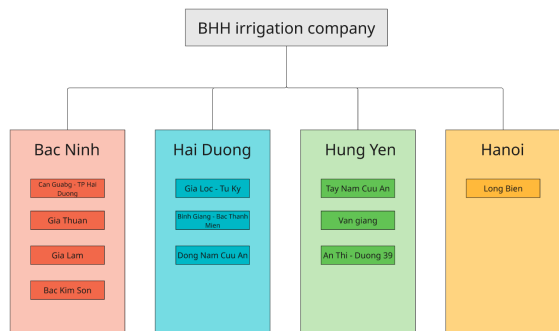 BHH irrigation company
Bac Ninh
Can Guabg - TP Hai
Duong
Gia Thuan
Gia Lam
Bac Kim Son
Hai Duong
Gia Loc - Tu Ky
Binh Giang - Bac Thanh
Mien
Dong Nam Cuu An
Hung Yen
Tay Nam Cuu An
Van giang
An Thi - Duong 39
Hanoi
Long Bien